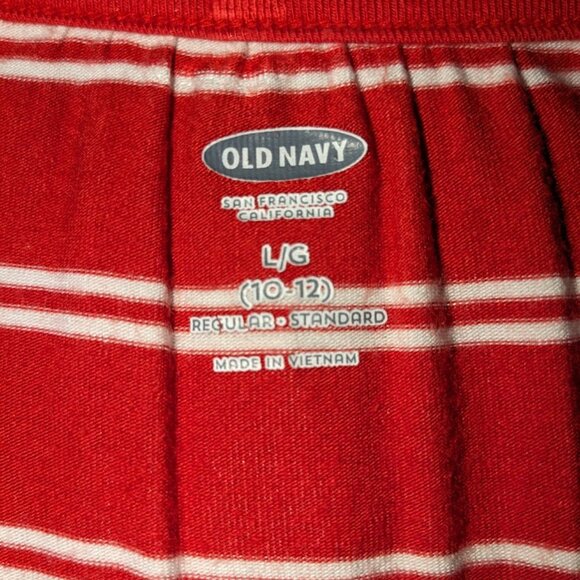 OLD NAVY
SAN FRANCISCO
CALIFORNIA
L/G
(10-12)
REGULAR • STANDARD
MADE IN VIETNAM